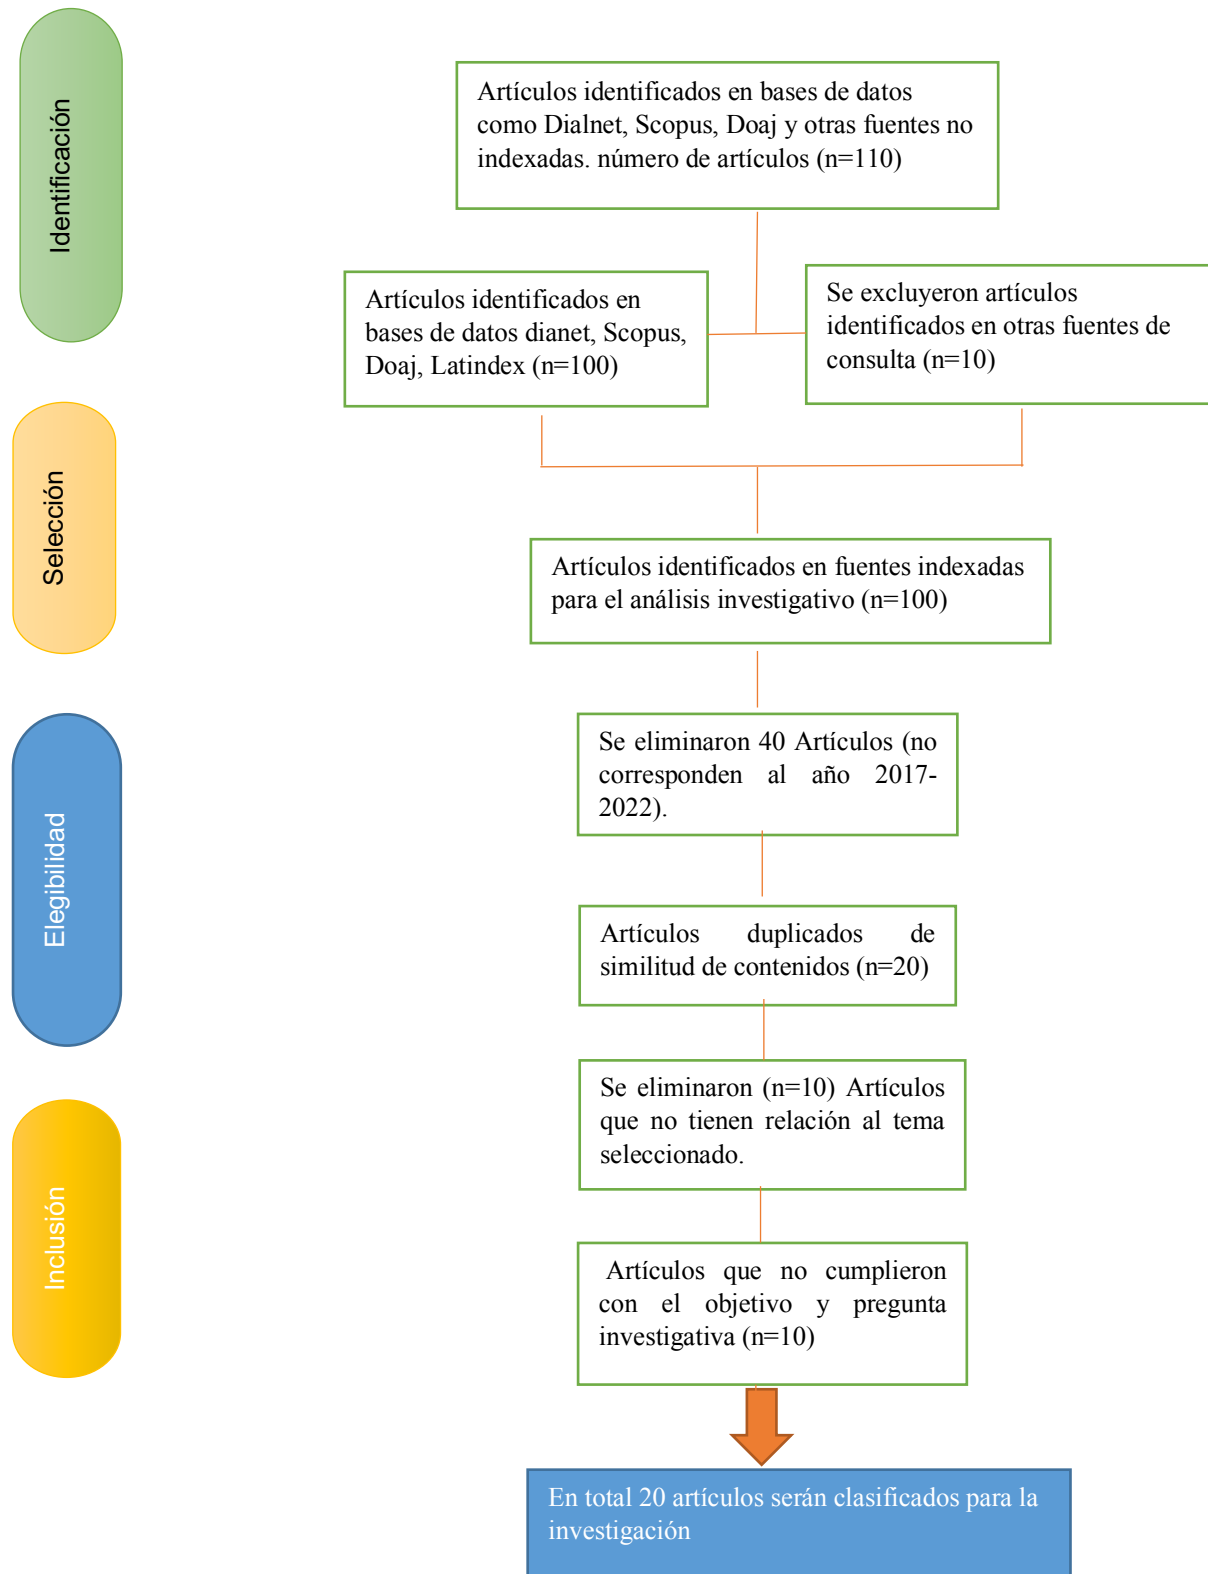 Identificación
Artículos identificados en bases de datos
como Dialnet, Scopus, Doaj y otras fuentes no
indexadas. número de artículos (n=110)
Artículos identificados en
bases de datos dianet, Scopus,
Doaj, Latindex (n=100)
Se excluyeron artículos
identificados en otras fuentes de
consulta (n=10)
Selección
Artículos identificados en fuentes indexadas
para el análisis investigativo (n=100)
Elegibilidad
Se eliminaron 40 Artículos (no
corresponden al año 2017-
2022).
Artículos duplicados de
similitud de contenidos (n=20)
Se eliminaron (n=10) Artículos
que no tienen relación al tema
seleccionado.
Inclusión
Artículos que no cumplieron
con el objetivo y pregunta
investigativa (n=10)
En total 20 artículos serán clasificados para la
investigación